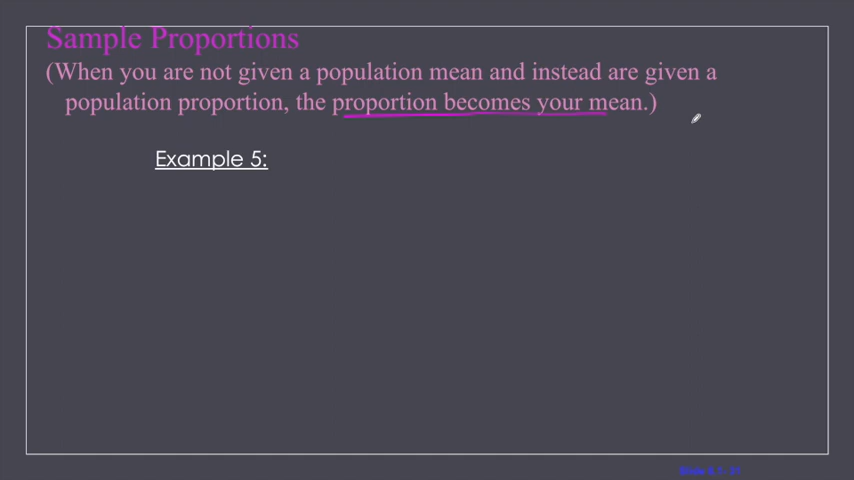 Sample Proportions
(When you are not given a population mean and instead are given a
population proportion, the proportion becomes your mean.)
Example 5: